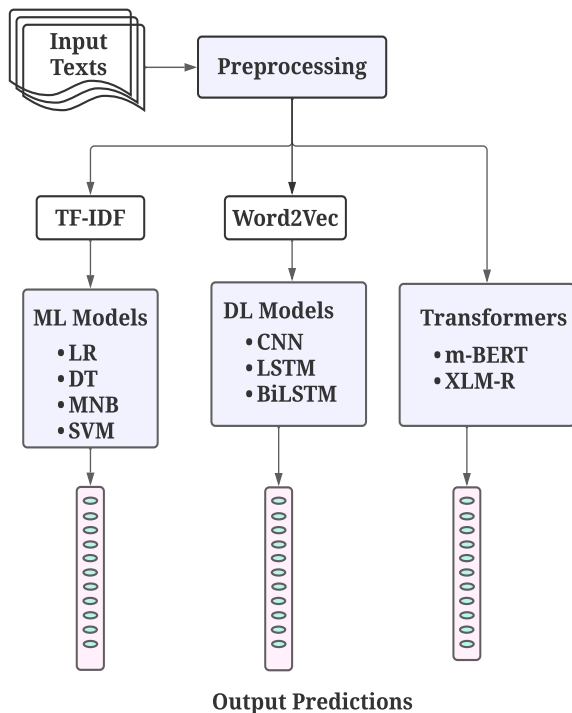 Input
Texts
Preprocessing
TF-IDF
Word2Vec
ML Models
• LR
• DT
• MNB
• SVM
DL Models
• CNN
• LSTM
• BiLSTM
Transformers
• m-BERT
• XLM-R
Output Predictions